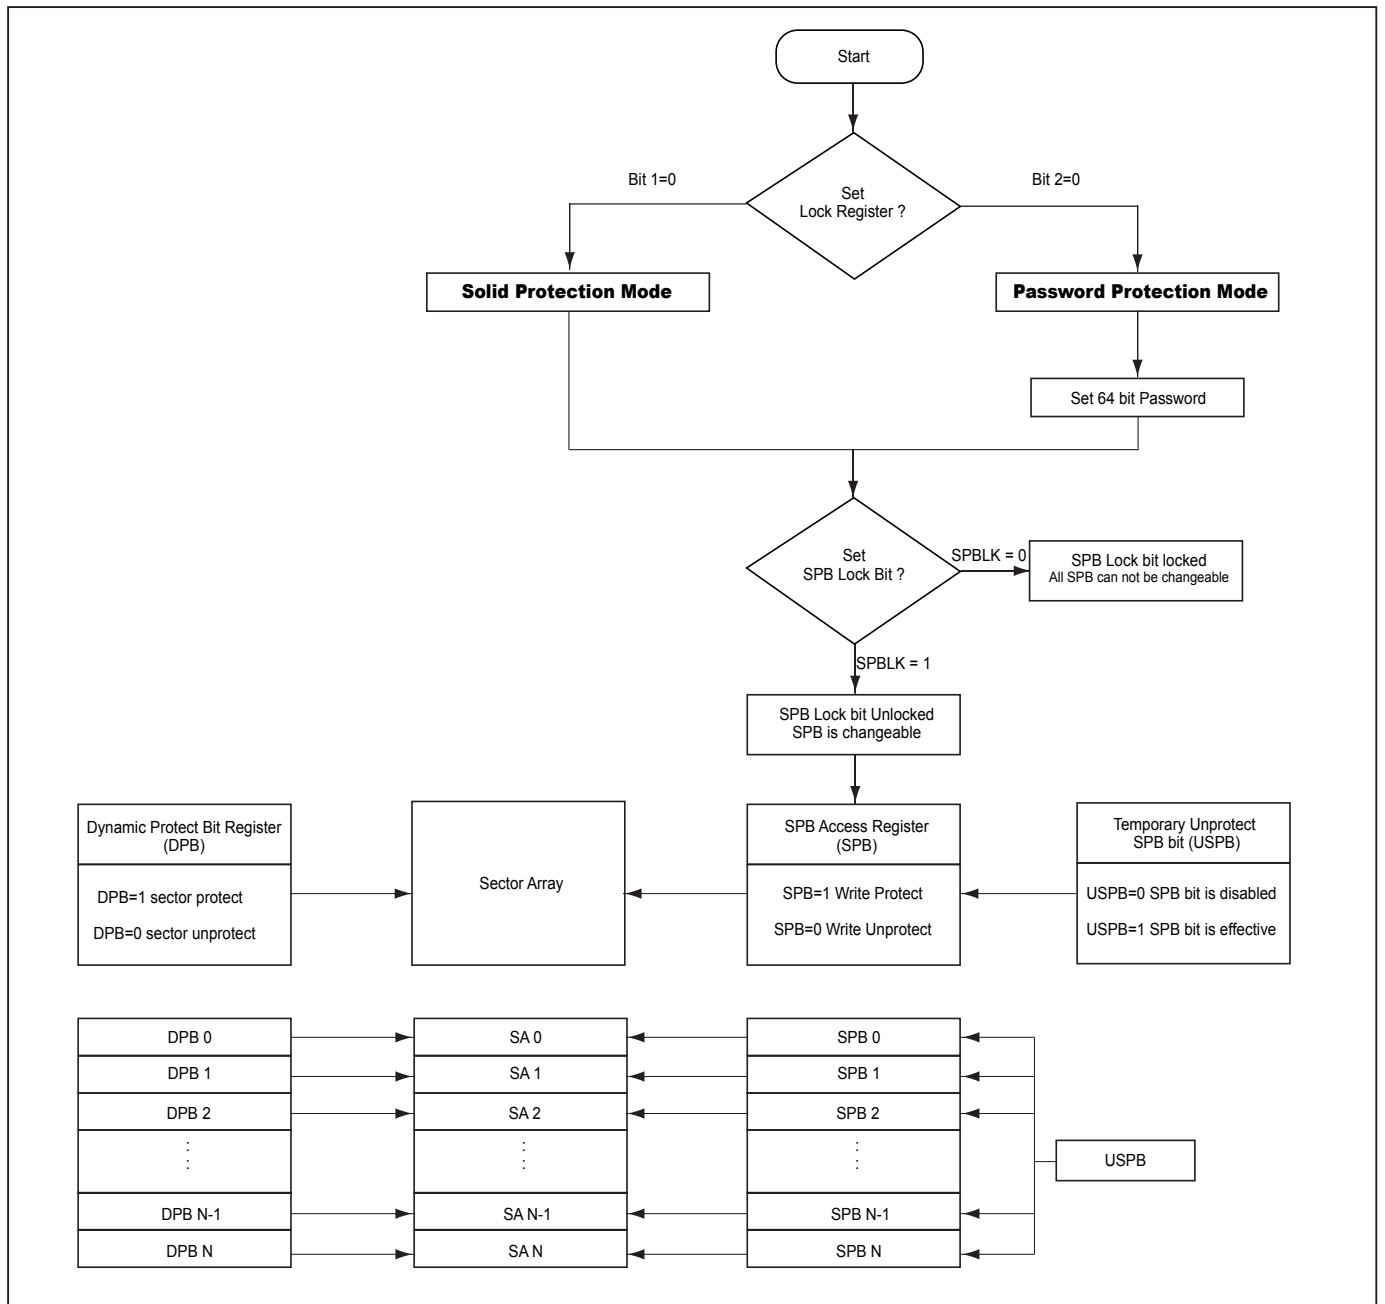 Start
Set
Lock Register ?
Bit 1=0
Bit 2=0
Solid Protection Mode
Password Protection Mode
Set 64 bit Password
Set
SPB Lock Bit ?
SPBLK = 0
SPB Lock bit locked
All SPB can not be changeable
SPBLK = 1
SPB Lock bit Unlocked
SPB is changeable
Dynamic Protect Bit Register
(DPB)
DPB=1 sector protect
DPB=0 sector unprotect
Sector Array
SPB Access Register
(SPB)
SPB=1 Write Protect
SPB=0 Write Unprotect
Temporary Unprotect
SPB bit (USPB)
USPB=0 SPB bit is disabled
USPB=1 SPB bit is effective
DPB 0
SA 0
SPB 0
DPB 1
SA 1
SPB 1
DPB 2
SA 2
SPB 2
USPB
DPB N-1
SA N-1
SPB N-1
DPB N
SA N
SPB N